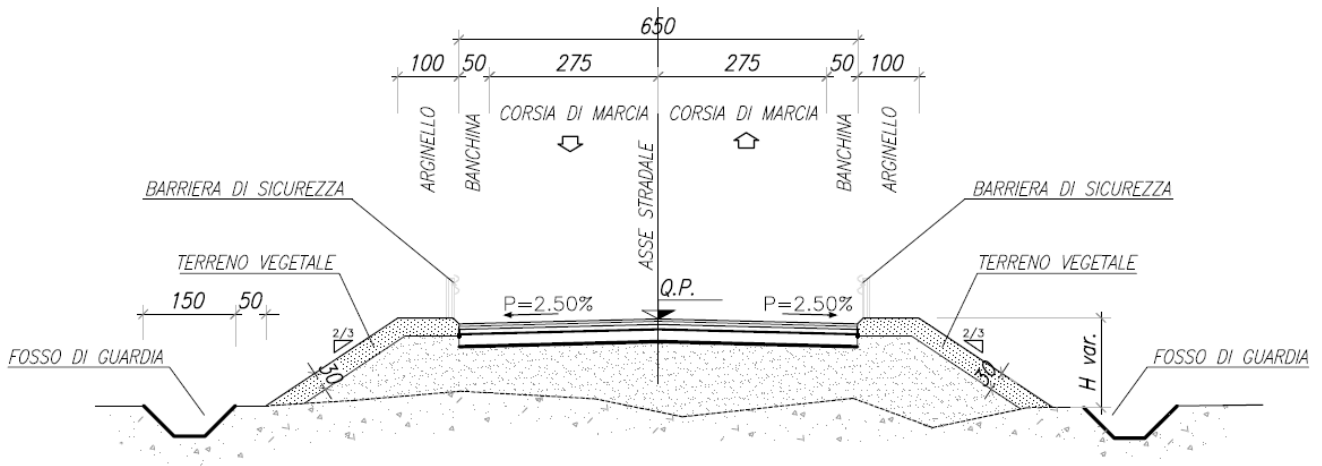 650
100 50 275 275 50 100
CORSIA DI MARCIA CORSIA DI MARCIA
ARGINELLO
BANCHINA
ASSE STRADALE
BANCHINA
ARGINELLO
BARRIERA DI SICUREZZA BARRIERA DI SICUREZZA
TERRENO VEGETALE TERRENO VEGETALE
150 50
P=2.50% Q.P. P=2.50%
2/3 2/3
FOSSO DI GUARDIA FOSSO DI GUARDIA
30 30
H var.